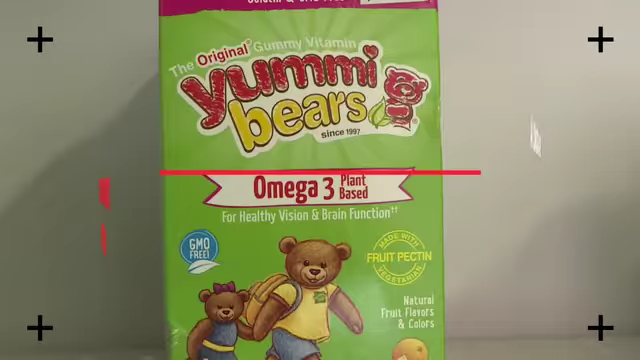 The Original® Gummy Vitamin
yummi
bears®
since 1997
Omega 3 Plant Based
For Healthy Vision & Brain Function††
GMO
FREE!
MADE WITH
FRUIT PECTIN
VEGETARIAN
Natural
Fruit Flavors
& Colors